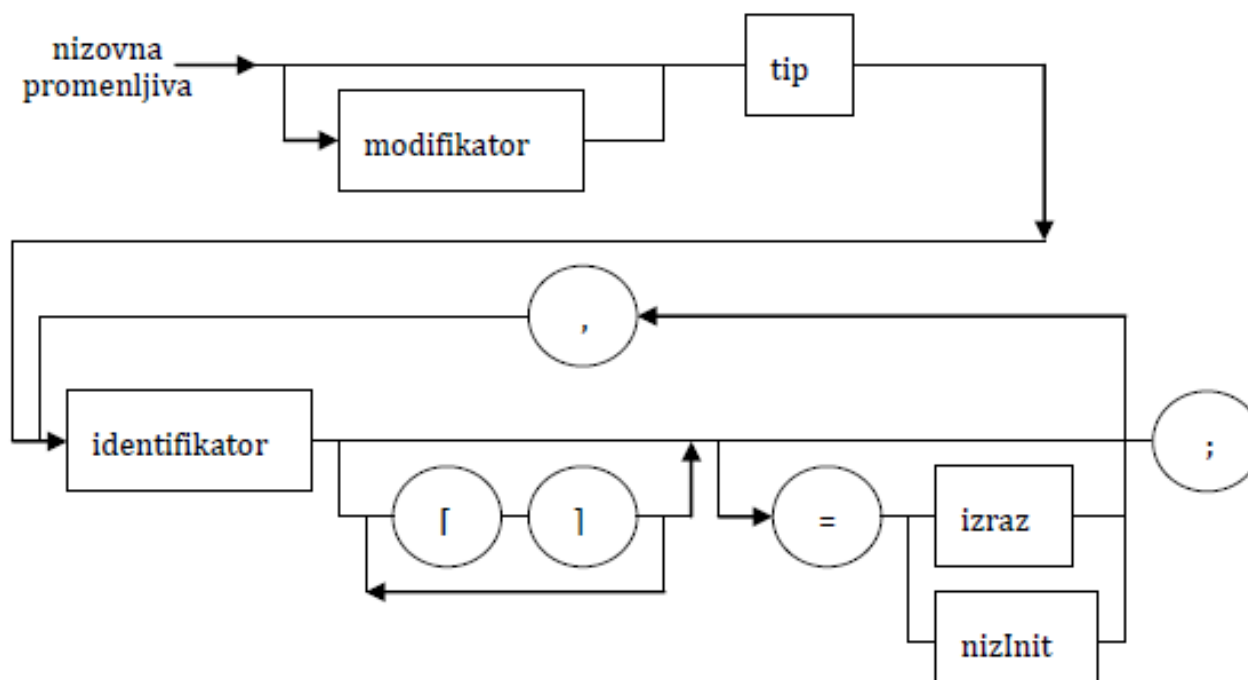 nizovna
promenljiva
tip
modifikator
,
identifikator
;
[ ] = izraz
nizInit